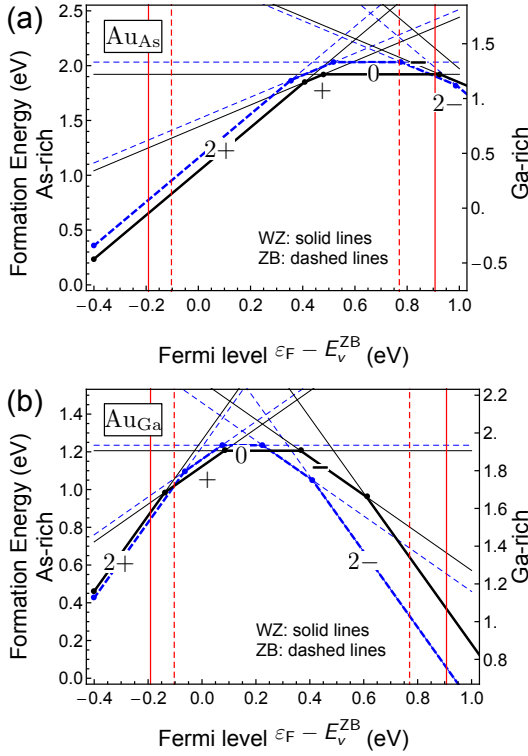 (a)
Au_As
Formation Energy (eV)
As-rich
2.5
2.0
1.5
1.0
0.5
0.0
2+
+
0
−
2−
WZ: solid lines
ZB: dashed lines
Ga-rich
1.5
1.0
0.5
0.
−0.5
−0.4 −0.2 0.0 0.2 0.4 0.6 0.8 1.0
Fermi level ε_F − E_v^ZB (eV)
(b)
Au_Ga
Formation Energy (eV)
As-rich
1.4
1.2
1.0
0.8
0.6
0.4
0.2
0.0
2+
+
0
−
2−
WZ: solid lines
ZB: dashed lines
Ga-rich
2.2
2.0
1.8
1.6
1.4
1.2
1.0
0.8
−0.4 −0.2 0.0 0.2 0.4 0.6 0.8 1.0
Fermi level ε_F − E_v^ZB (eV)